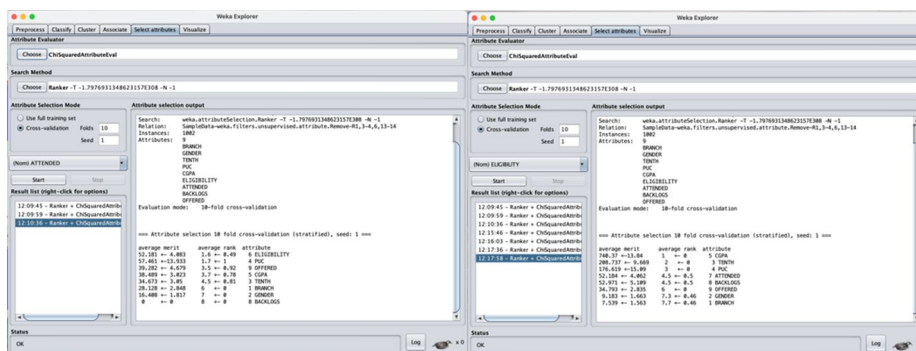 Weka Explorer
Preprocess Classify Cluster Associate Select attributes Visualize
Attribute Evaluator
Choose ChiSquaredAttributeEval
Search Method
Choose Ranker -T -1.7976931348623157E308 -N -1
Attribute Selection Mode
Use full training set
Cross-validation Folds 10
Seed 1
(Nom) ATTENDED
Start Stop
Result list (right-click for options)
12:09:45 - Ranker + ChiSquaredAttrib
12:09:59 - Ranker + ChiSquaredAttrib
12:10:36 - Ranker + ChiSquaredAttrib
Attribute selection output
Search: weka.attributeSelection.Ranker -T -1.7976931348623157E308 -N -1
Relation: SampleData-weka.filters.unsupervised.attribute.Remove-R1,3-4,6,13-14
Instances: 1002
Attributes: 9
BRANCH
GENDER
TENTH
PUC
CGPA
ELIGIBILITY
ATTENDED
BACKLOGS
OFFERED
Evaluation mode: 10-fold cross-validation
=== Attribute selection 10 fold cross-validation (stratified), seed: 1 ===
average merit average rank attribute
52.181 +- 4.083 1.6 +- 0.49 6 ELIGIBILITY
57.461 +-13.933 1.7 +- 1 4 PUC
39.282 +- 4.679 3.5 +- 0.92 9 OFFERED
38.489 +- 3.023 3.7 +- 0.78 5 CGPA
34.673 +- 3.05 4.5 +- 0.81 3 TENTH
28.128 +- 2.848 6 +- 0 1 BRANCH
16.408 +- 1.817 7 +- 0 2 GENDER
0 +- 0 8 +- 0 8 BACKLOGS
Status
OK
Log
x 0
Weka Explorer
Preprocess Classify Cluster Associate Select attributes Visualize
Attribute Evaluator
Choose ChiSquaredAttributeEval
Search Method
Choose Ranker -T -1.7976931348623157E308 -N -1
Attribute Selection Mode
Use full training set
Cross-validation Folds 10
Seed 1
(Nom) ELIGIBILITY
Start Stop
Result list (right-click for options)
12:09:45 - Ranker + ChiSquaredAttrib
12:09:59 - Ranker + ChiSquaredAttrib
12:10:36 - Ranker + ChiSquaredAttrib
12:15:46 - Ranker + ChiSquaredAttrib
12:16:03 - Ranker + ChiSquaredAttrib
12:17:36 - Ranker + ChiSquaredAttrib
12:17:58 - Ranker + ChiSquaredAttrib
Attribute selection output
Search: weka.attributeSelection.Ranker -T -1.7976931348623157E308 -N -1
Relation: SampleData-weka.filters.unsupervised.attribute.Remove-R1,3-4,6,13-14
Instances: 1002
Attributes: 9
BRANCH
GENDER
TENTH
PUC
CGPA
ELIGIBILITY
ATTENDED
BACKLOGS
OFFERED
Evaluation mode: 10-fold cross-validation
=== Attribute selection 10 fold cross-validation (stratified), seed: 1 ===
average merit average rank attribute
740.37 +-13.84 1 +- 0 5 CGPA
208.737 +- 9.669 2 +- 0 3 TENTH
176.619 +-15.09 3 +- 0 4 PUC
52.184 +- 4.062 4.5 +- 0.5 7 ATTENDED
52.971 +- 5.109 4.5 +- 0.5 8 BACKLOGS
34.793 +- 2.835 6 +- 0 9 OFFERED
9.183 +- 1.663 7.3 +- 0.46 2 GENDER
7.539 +- 1.563 7.7 +- 0.46 1 BRANCH
Status
OK
Log